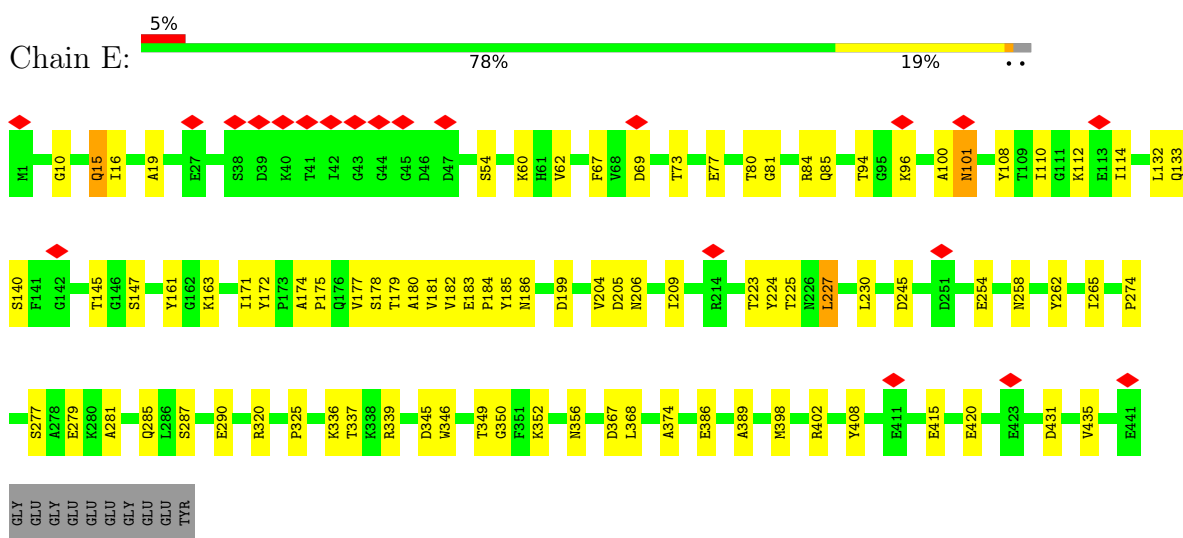 5%
Chain E:
78% 19% ••
M1 G10 Q15 I16 A19 E27 S38 D39 K40 T41 I42 G43 G44 G45 D46 D47 S54 K60 R61 V62 F67 V68 D69 T73 E77 T80 G81 R84 Q85 T94 G95 K96 A100 N101 Y108 T109 I110 G111 K112 E113 I114 L132 Q133
S140 F141 G142 T145 G146 S147 Y161 G162 K163 I171 Y172 P173 A174 P175 Q176 V177 S178 T179 A180 V181 V182 E183 P184 Y185 N186 D199 V204 D205 N206 I209 R214 T223 Y224 T225 N226 L227 L230 D245 D251 E254 N258 Y262 I265 P274
S277 A278 E279 K280 A281 Q285 L286 S287 E290 R320 P325 K336 T337 K338 R339 D345 W346 T349 G350 F351 K352 N356 D367 L368 A374 E386 A389 M398 R402 Y408 E411 E415 E420 E423 D431 V435 E441
GLY GLU GLY GLU GLU GLU GLY GLU GLU TYR